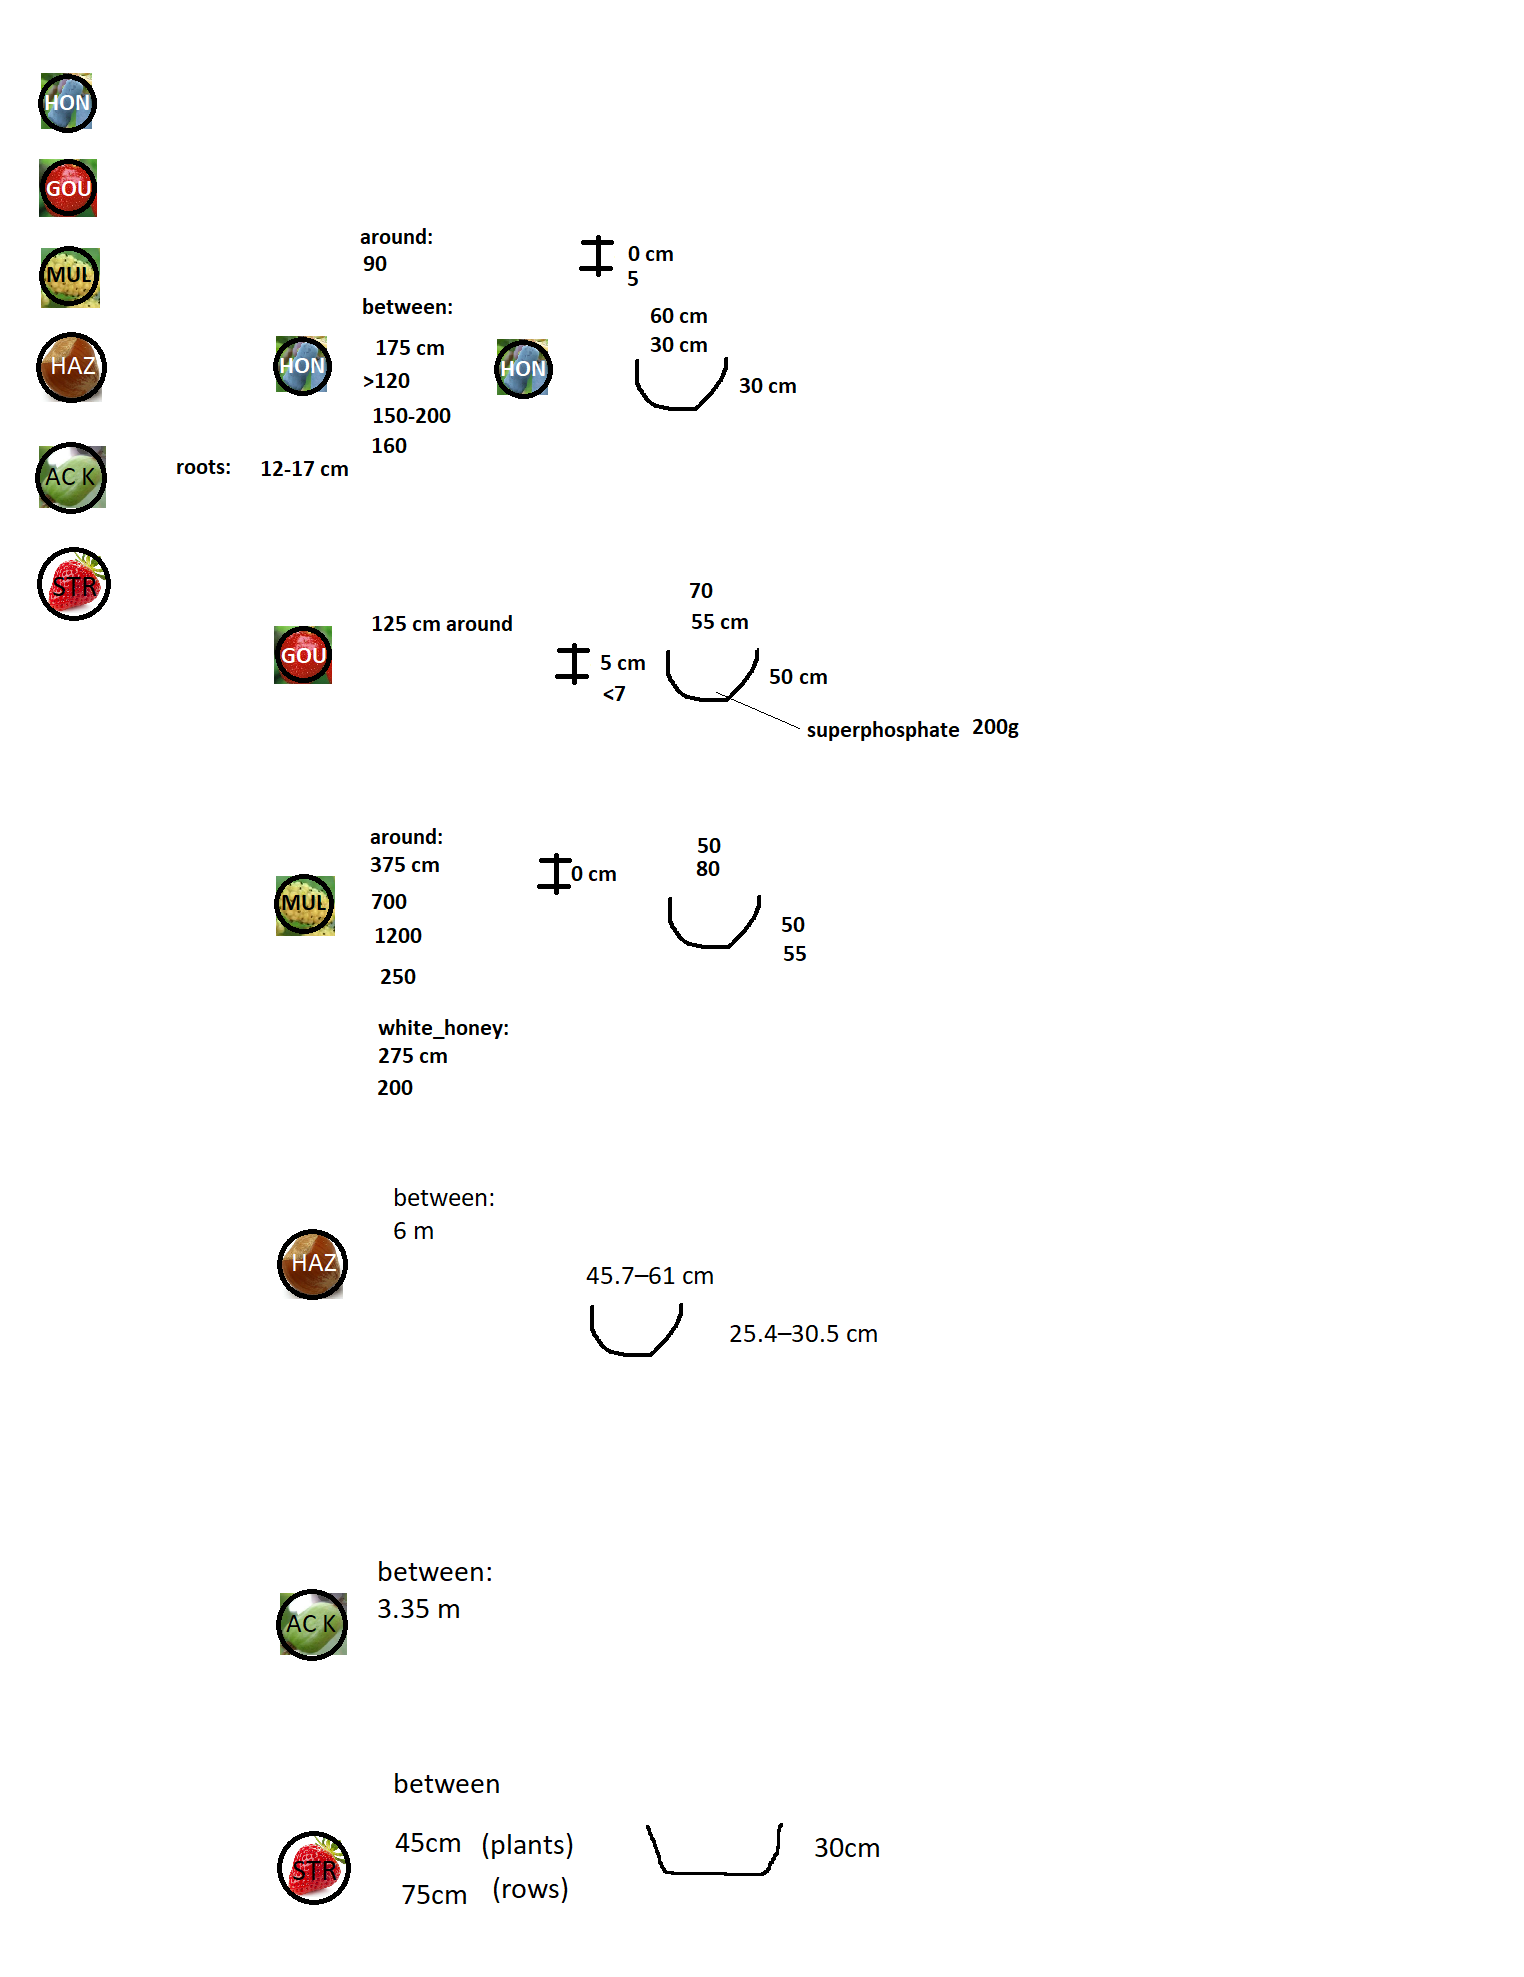 HON
GOU
MUL
HAZ
AC K
STR
around:
90
between:
175 cm
>120
150-200
160
HON
HON
0 cm
5
60 cm
30 cm
30 cm
roots: 12-17 cm
GOU
125 cm around
5 cm
<7
70
55 cm
50 cm
superphosphate 200g
MUL
around:
375 cm
700
1200
250
white_honey:
275 cm
200
0 cm
50
80
50
55
HAZ
between:
6 m
45.7–61 cm
25.4–30.5 cm
AC K
between:
3.35 m
STR
between
45cm (plants)
75cm (rows)
30cm